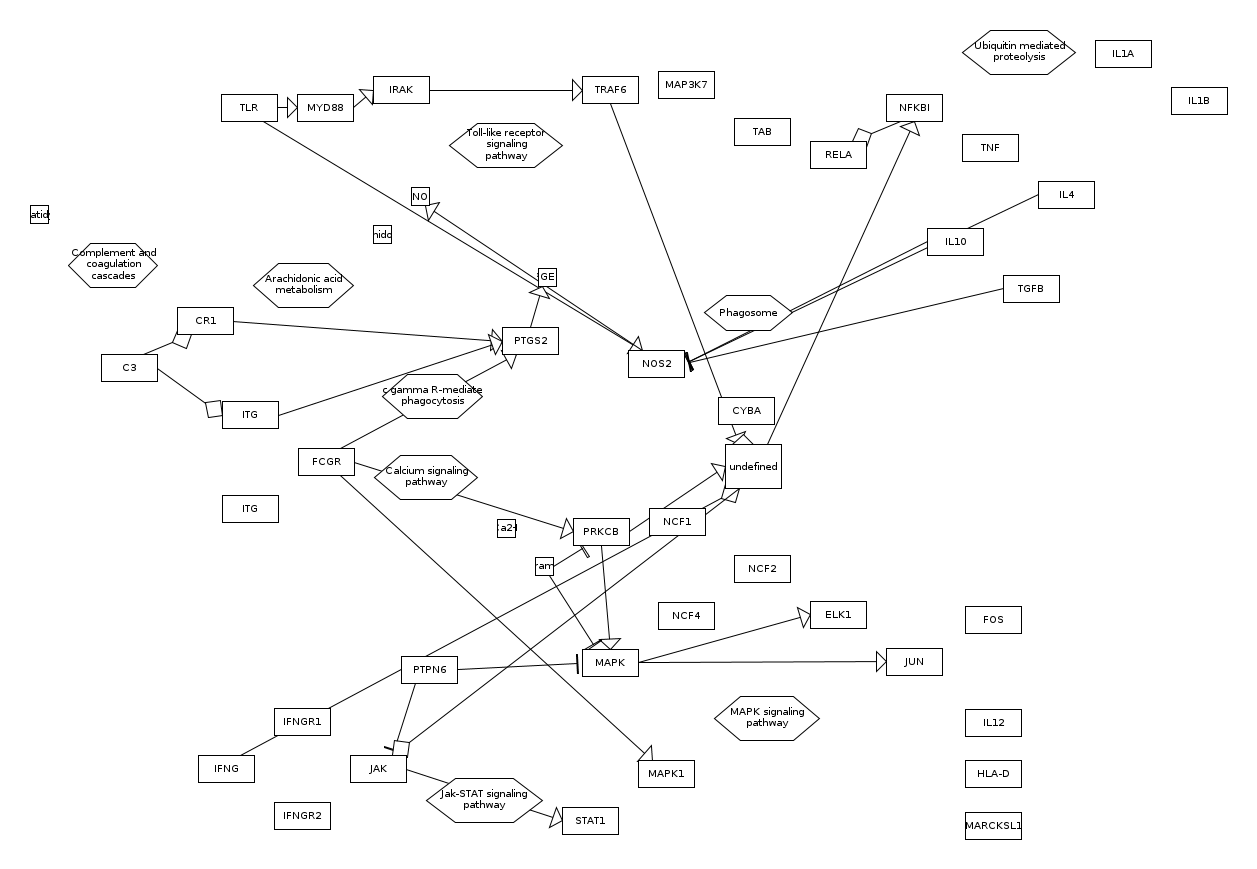 Ubiquitin mediated
proteolysis
IL1A
IRAK
TRAF6
MAP3K7
TLR
MYD88
NFKBI
IL1B
TAB
Toll-like receptor
signaling
pathway
RELA
TNF
NO
IL4
atid
nido
IL10
Complement and
coagulation
cascades
Arachidonic acid
metabolism
GE
TGFB
Phagosome
CR1
PTGS2
C3
NOS2
c gamma R-mediate
phagocytosis
ITG
CYBA
FCGR
Calcium signaling
pathway
undefined
ITG
Ca2+
PRKCB
NCF1
ram
NCF2
NCF4
ELK1
FOS
PTPN6
MAPK
JUN
MAPK signaling
pathway
IFNGR1
IL12
IFNG
JAK
MAPK1
HLA-D
Jak-STAT signaling
pathway
IFNGR2
STAT1
MARCKSL1